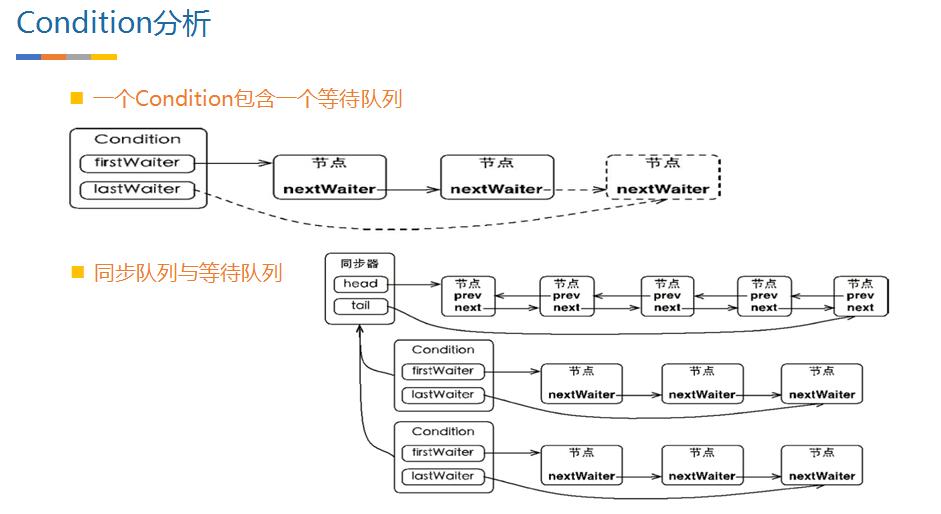 Condition分析
一个Condition包含一个等待队列
Condition
firstWaiter
lastWaiter
节点
nextWaiter
节点
nextWaiter
节点
nextWaiter
同步队列与等待队列
同步器
head
tail
节点
prev
next
节点
prev
next
节点
prev
next
节点
prev
next
节点
prev
next
Condition
firstWaiter
lastWaiter
节点
nextWaiter
节点
nextWaiter
节点
nextWaiter
Condition
firstWaiter
lastWaiter
节点
nextWaiter
节点
nextWaiter
节点
nextWaiter